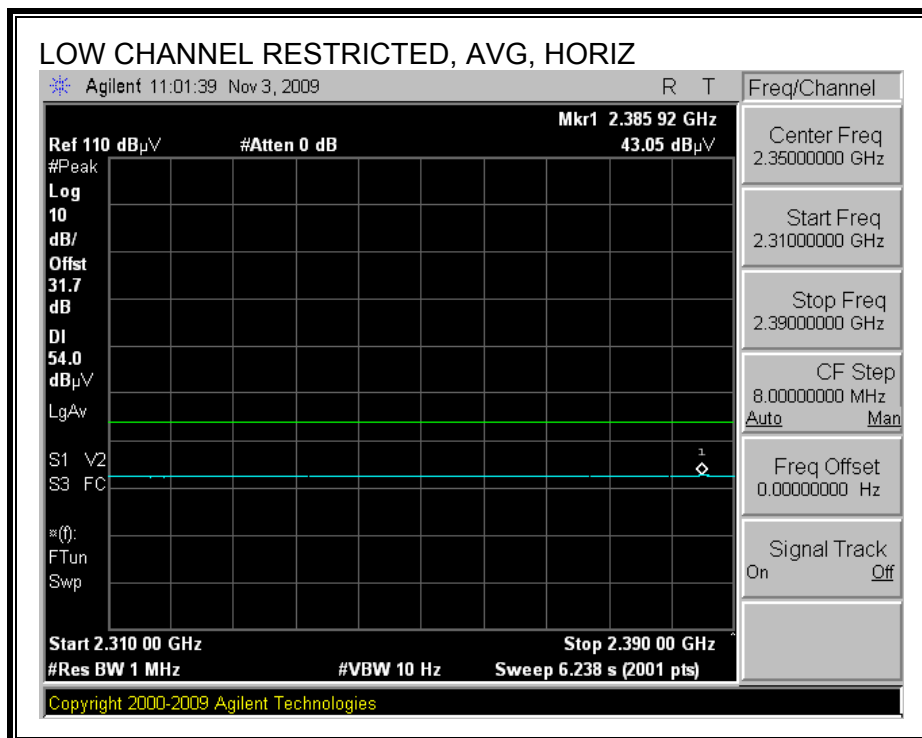 LOW CHANNEL RESTRICTED, AVG, HORIZ
Agilent 11:01:39 Nov 3, 2009 R T
Mkr1 2.385 92 GHz
Ref 110 dBµV #Atten 0 dB 43.05 dBµV
#Peak
Log
10
dB/
Offst
31.7
dB
DI
54.0
dBµV
LgAv
S1 V2
S3 FC
¤(f):
FTun
Swp
1
Start 2.310 00 GHz Stop 2.390 00 GHz
#Res BW 1 MHz #VBW 10 Hz Sweep 6.238 s (2001 pts)
Freq/Channel
Center Freq
2.35000000 GHz
Start Freq
2.31000000 GHz
Stop Freq
2.39000000 GHz
CF Step
8.00000000 MHz
Auto Man
Freq Offset
0.00000000 Hz
Signal Track
On Off
Copyright 2000-2009 Agilent Technologies